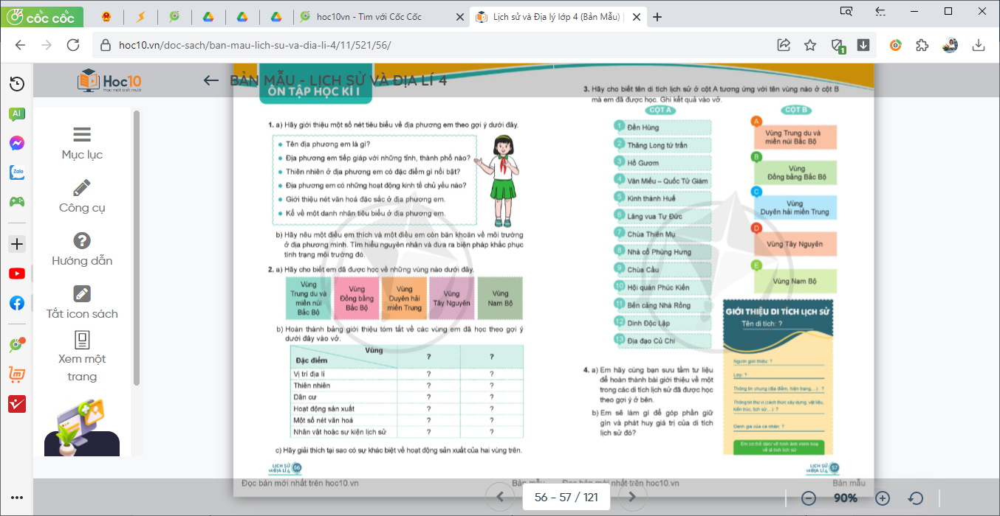 cốc cốc
hoc10vn - Tìm với Cốc Cốc
Lịch sử và Địa lý lớp 4 (Bản Mẫu)
hoc10.vn/doc-sach/ban-mau-lich-su-va-dia-li-4/11/521/56/
1
AI
Zalo
Hoc10
Học một biết mười
BẢN MẪU - LỊCH SỬ VÀ ĐỊA LÍ 4
Mục lục
Công cụ
Hướng dẫn
Tắt icon sách
Xem một
trang
ÔN TẬP HỌC KÌ I
1. a) Hãy giới thiệu một số nét tiêu biểu về địa phương em theo gợi ý dưới đây.
Tên địa phương em là gì?
Địa phương em tiếp giáp với những tỉnh, thành phố nào?
Thiên nhiên ở địa phương em có đặc điểm gì nổi bật?
Địa phương em có những hoạt động kinh tế chủ yếu nào?
Giới thiệu nét văn hoá đặc sắc ở địa phương em.
Kể về một danh nhân tiêu biểu ở địa phương em.
b) Hãy nêu một điều em thích và một điều em còn băn khoăn về môi trường
ở địa phương mình. Tìm hiểu nguyên nhân và đưa ra biện pháp khắc phục
tình trạng môi trường đó.
2. a) Hãy cho biết em đã được học về những vùng nào dưới đây.
Vùng
Trung du và
miền núi
Bắc Bộ
Vùng
Đồng bằng
Bắc Bộ
Vùng
Duyên hải
miền Trung
Vùng
Tây Nguyên
Vùng
Nam Bộ
b) Hoàn thành bảng giới thiệu tóm tắt về các vùng em đã học theo gợi ý
dưới đây vào vở.
Vùng
Đặc điểm
? ?
Vị trí địa lí ? ?
Thiên nhiên ? ?
Dân cư ? ?
Hoạt động sản xuất ? ?
Một số nét văn hoá ? ?
Nhân vật hoặc sự kiện lịch sử ? ?
c) Hãy giải thích tại sao có sự khác biệt về hoạt động sản xuất của hai vùng trên.
LỊCH SỬ
VÀ ĐỊA LÍ 4
56
Đọc bản mới nhất trên hoc10.vn
Bản mẫu
3. Hãy cho biết tên di tích lịch sử ở cột A tương ứng với tên vùng nào ở cột B
mà em đã được học. Ghi kết quả vào vở.
CỘT A
1 Đền Hùng
2 Thăng Long tứ trấn
3 Hồ Gươm
4 Văn Miếu – Quốc Tử Giám
5 Kinh thành Huế
6 Lăng vua Tự Đức
7 Chùa Thiên Mụ
8 Nhà cổ Phùng Hưng
9 Chùa Cầu
10 Hội quán Phúc Kiến
11 Bến cảng Nhà Rồng
12 Dinh Độc Lập
13 Địa đạo Củ Chi
CỘT B
A
Vùng Trung du và
miền núi Bắc Bộ
B
Vùng
Đồng bằng Bắc Bộ
C
Vùng
Duyên hải miền Trung
D
Vùng Tây Nguyên
E
Vùng Nam Bộ
4. a) Em hãy cùng bạn sưu tầm tư liệu
để hoàn thành bài giới thiệu về một
trong các di tích lịch sử đã được học
theo gợi ý ở bên.
b) Em sẽ làm gì để góp phần giữ
gìn và phát huy giá trị của di tích
lịch sử đó?
GIỚI THIỆU DI TÍCH LỊCH SỬ
Tên di tích: ?
Người giới thiệu: ?
Lớp: ?
Thông tin chung (địa điểm, hiện trạng,...): ?
Thông tin thú vị (cách thức xây dựng, vật liệu,
kiến trúc, lịch sử...): ?
Đánh giá của cá nhân: ?
Em có thể dán/ vẽ hình ảnh minh hoạ
về di tích lịch sử
LỊCH SỬ
VÀ ĐỊA LÍ 4
57
Đọc bản mới nhất trên hoc10.vn
Bản mẫu
56 - 57 / 121
90%